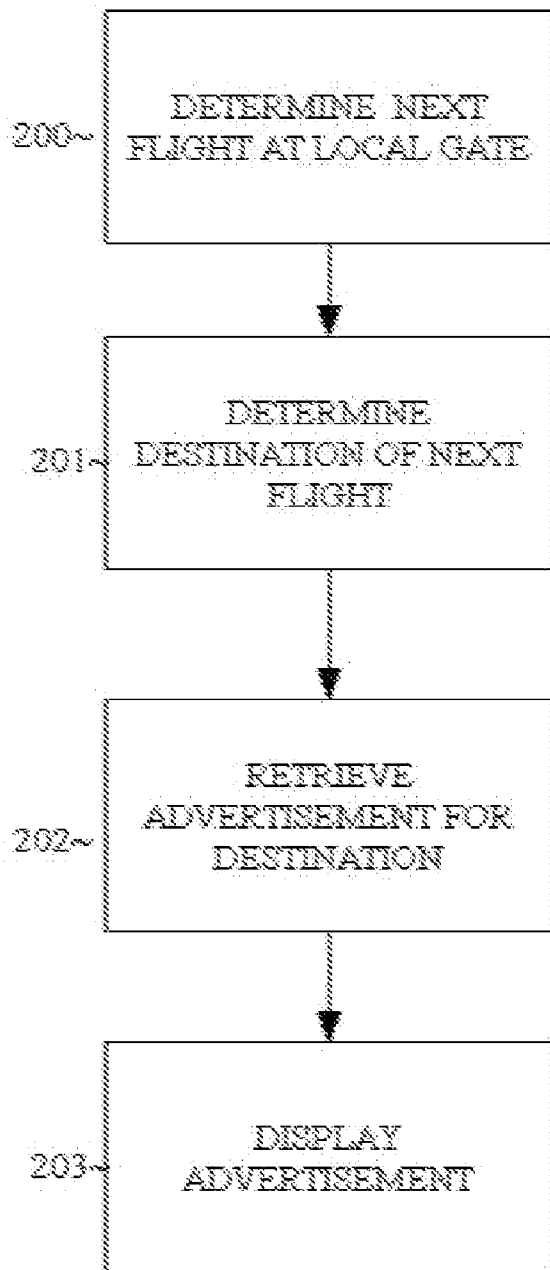 200~
DETERMINE NEXT
FLIGHT AT LOCAL GATE
201~
DETERMINE
DESTINATION OF NEXT
FLIGHT
202~
RETRIEVE
ADVERTISEMENT FOR
DESTINATION
203~
DISPLAY
ADVERTISEMENT